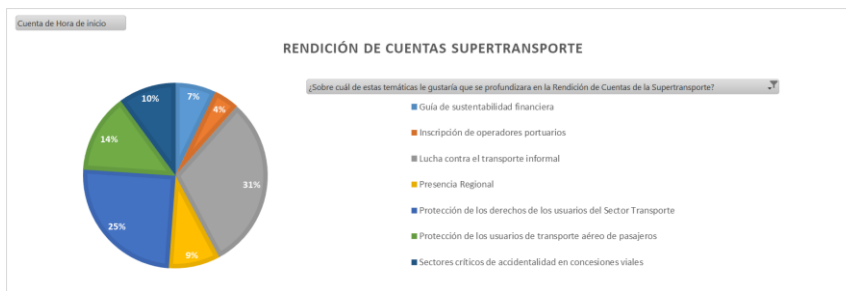 Cuenta de Hora de inicio
RENDICIÓN DE CUENTAS SUPERTRANSPORTE
¿Sobre cuál de estas temáticas le gustaría que se profundizara en la Rendición de Cuentas de la Supertransporte?
10%
7%
4%
14%
31%
25%
9%
Guía de sustentabilidad financiera
Inscripción de operadores portuarios
Lucha contra el transporte informal
Presencia Regional
Protección de los derechos de los usuarios del Sector Transporte
Protección de los usuarios de transporte aéreo de pasajeros
Sectores críticos de accidentalidad en concesiones viales